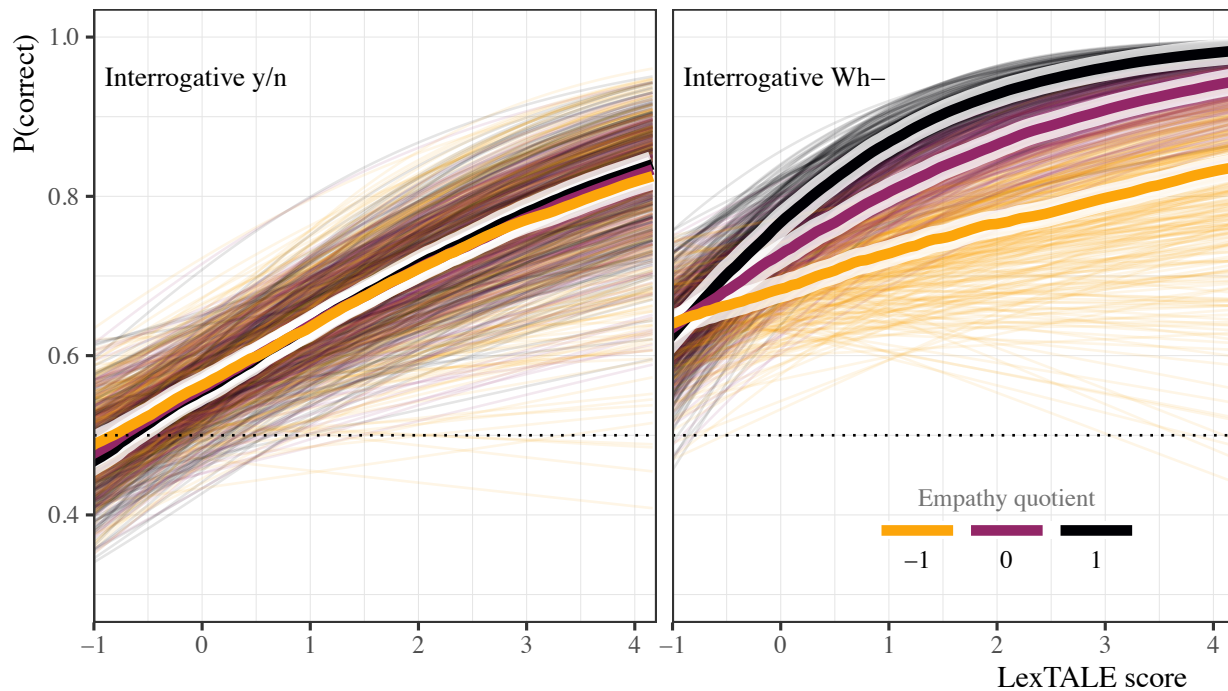 P(correct)
1.0
0.8
0.6
0.4
Interrogative y/n
Interrogative Wh–
Empathy quotient
–1 0 1
–1 0 1 2 3 4
–1 0 1 2 3 4
LexTALE score